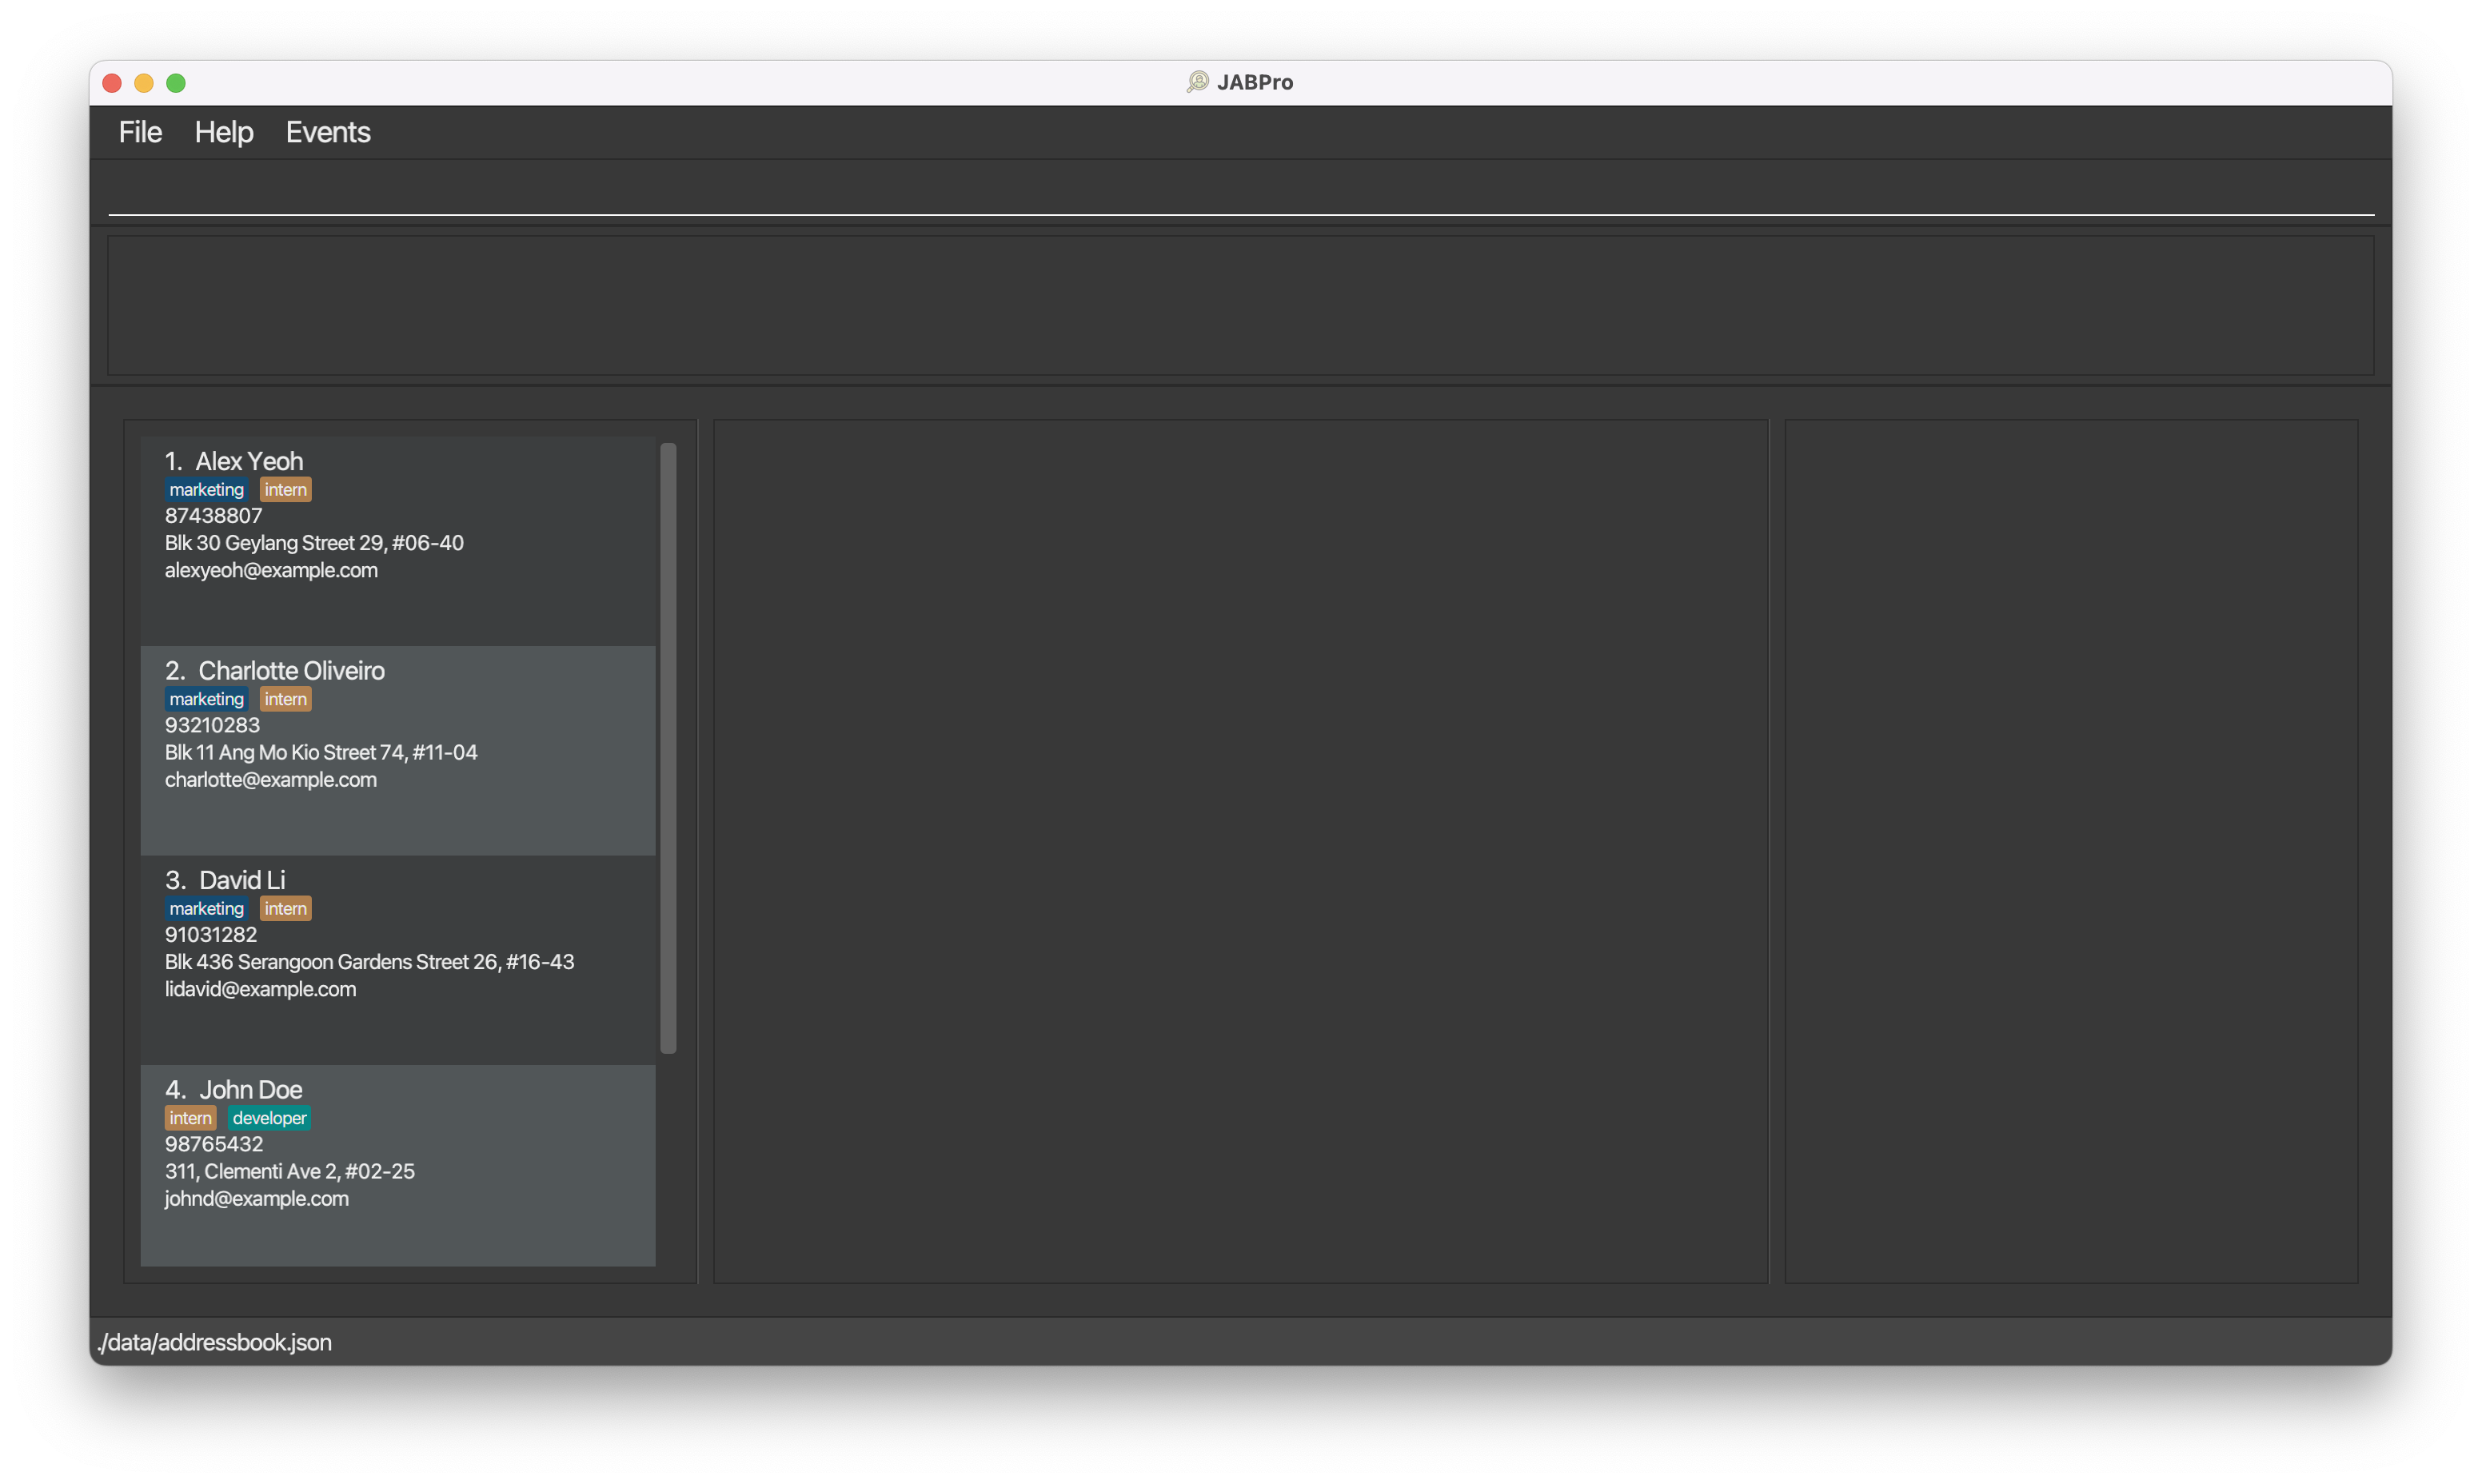 JABPro
File Help Events
1. Alex Yeoh
marketing intern
87438807
Blk 30 Geylang Street 29, #06-40
alexyeoh@example.com
2. Charlotte Oliveiro
marketing intern
93210283
Blk 11 Ang Mo Kio Street 74, #11-04
charlotte@example.com
3. David Li
marketing intern
91031282
Blk 436 Serangoon Gardens Street 26, #16-43
lidavid@example.com
4. John Doe
intern developer
98765432
311, Clementi Ave 2, #02-25
johnd@example.com
./data/addressbook.json